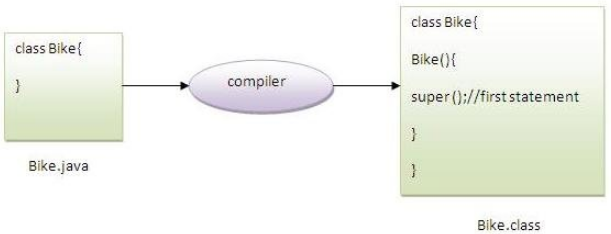 class Bike{
}
Bike.java
compiler
class Bike{
Bike(){
super();//first statement
}
}
Bike.class